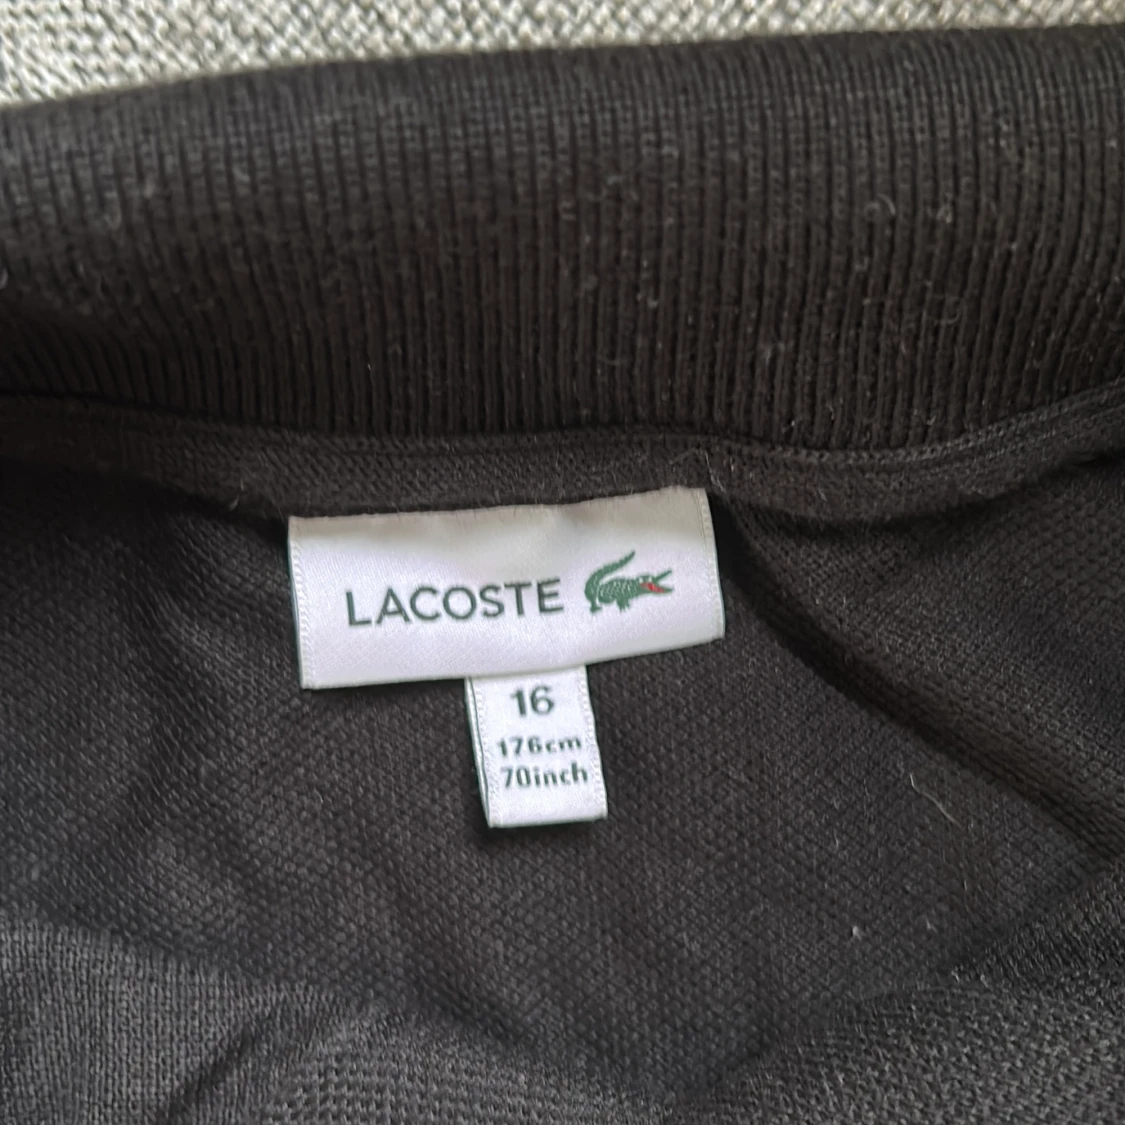 LACOSTE
16
176cm
70inch